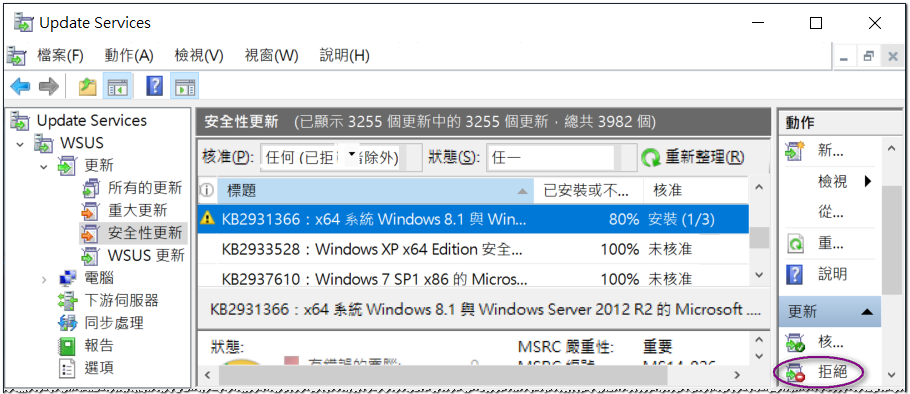 Update Services
檔案(F) 動作(A) 檢視(V) 視窗(W) 說明(H)
Update Services
WSUS
更新
所有的更新
重大更新
安全性更新
WSUS 更新
電腦
下游伺服器
同步處理
報告
選項
安全性更新 (已顯示 3255 個更新中的 3255 個更新，總共 3982 個)
核准(P): 任何 (已拒 者除外) 狀態(S): 任一 重新整理(R)
標題 已安裝或不... 核准
KB2931366：x64 系統 Windows 8.1 與 Win... 80% 安裝 (1/3)
KB2933528：Windows XP x64 Edition 安全... 100% 未核准
KB2937610：Windows 7 SP1 x86 的 Micros... 100% 未核准
KB2931366：x64 系統 Windows 8.1 與 Windows Server 2012 R2 的 Microsoft ....
狀態: MSRC 嚴重性: 重要
動作
新...
檢視
從...
重...
說明
更新
核...
拒絕